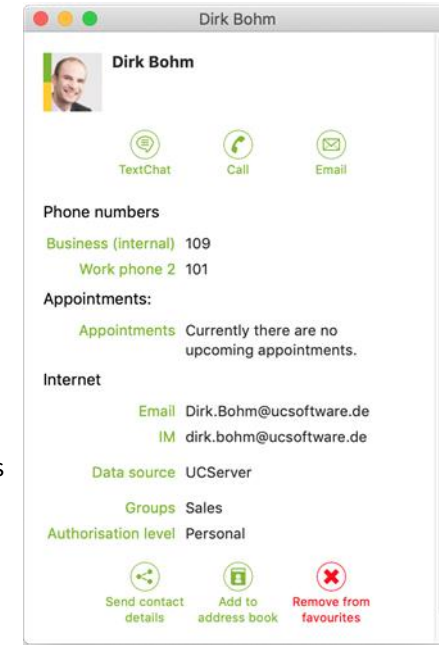 Dirk Bohm
Dirk Bohm
TextChat Call Email
Phone numbers
Business (internal) 109
Work phone 2 101
Appointments:
Appointments Currently there are no
upcoming appointments.
Internet
Email Dirk.Bohm@ucsoftware.de
IM dirk.bohm@ucsoftware.de
s
Data source UCServer
Groups Sales
Authorisation level Personal
Send contact details
Add to address book
Remove from favourites